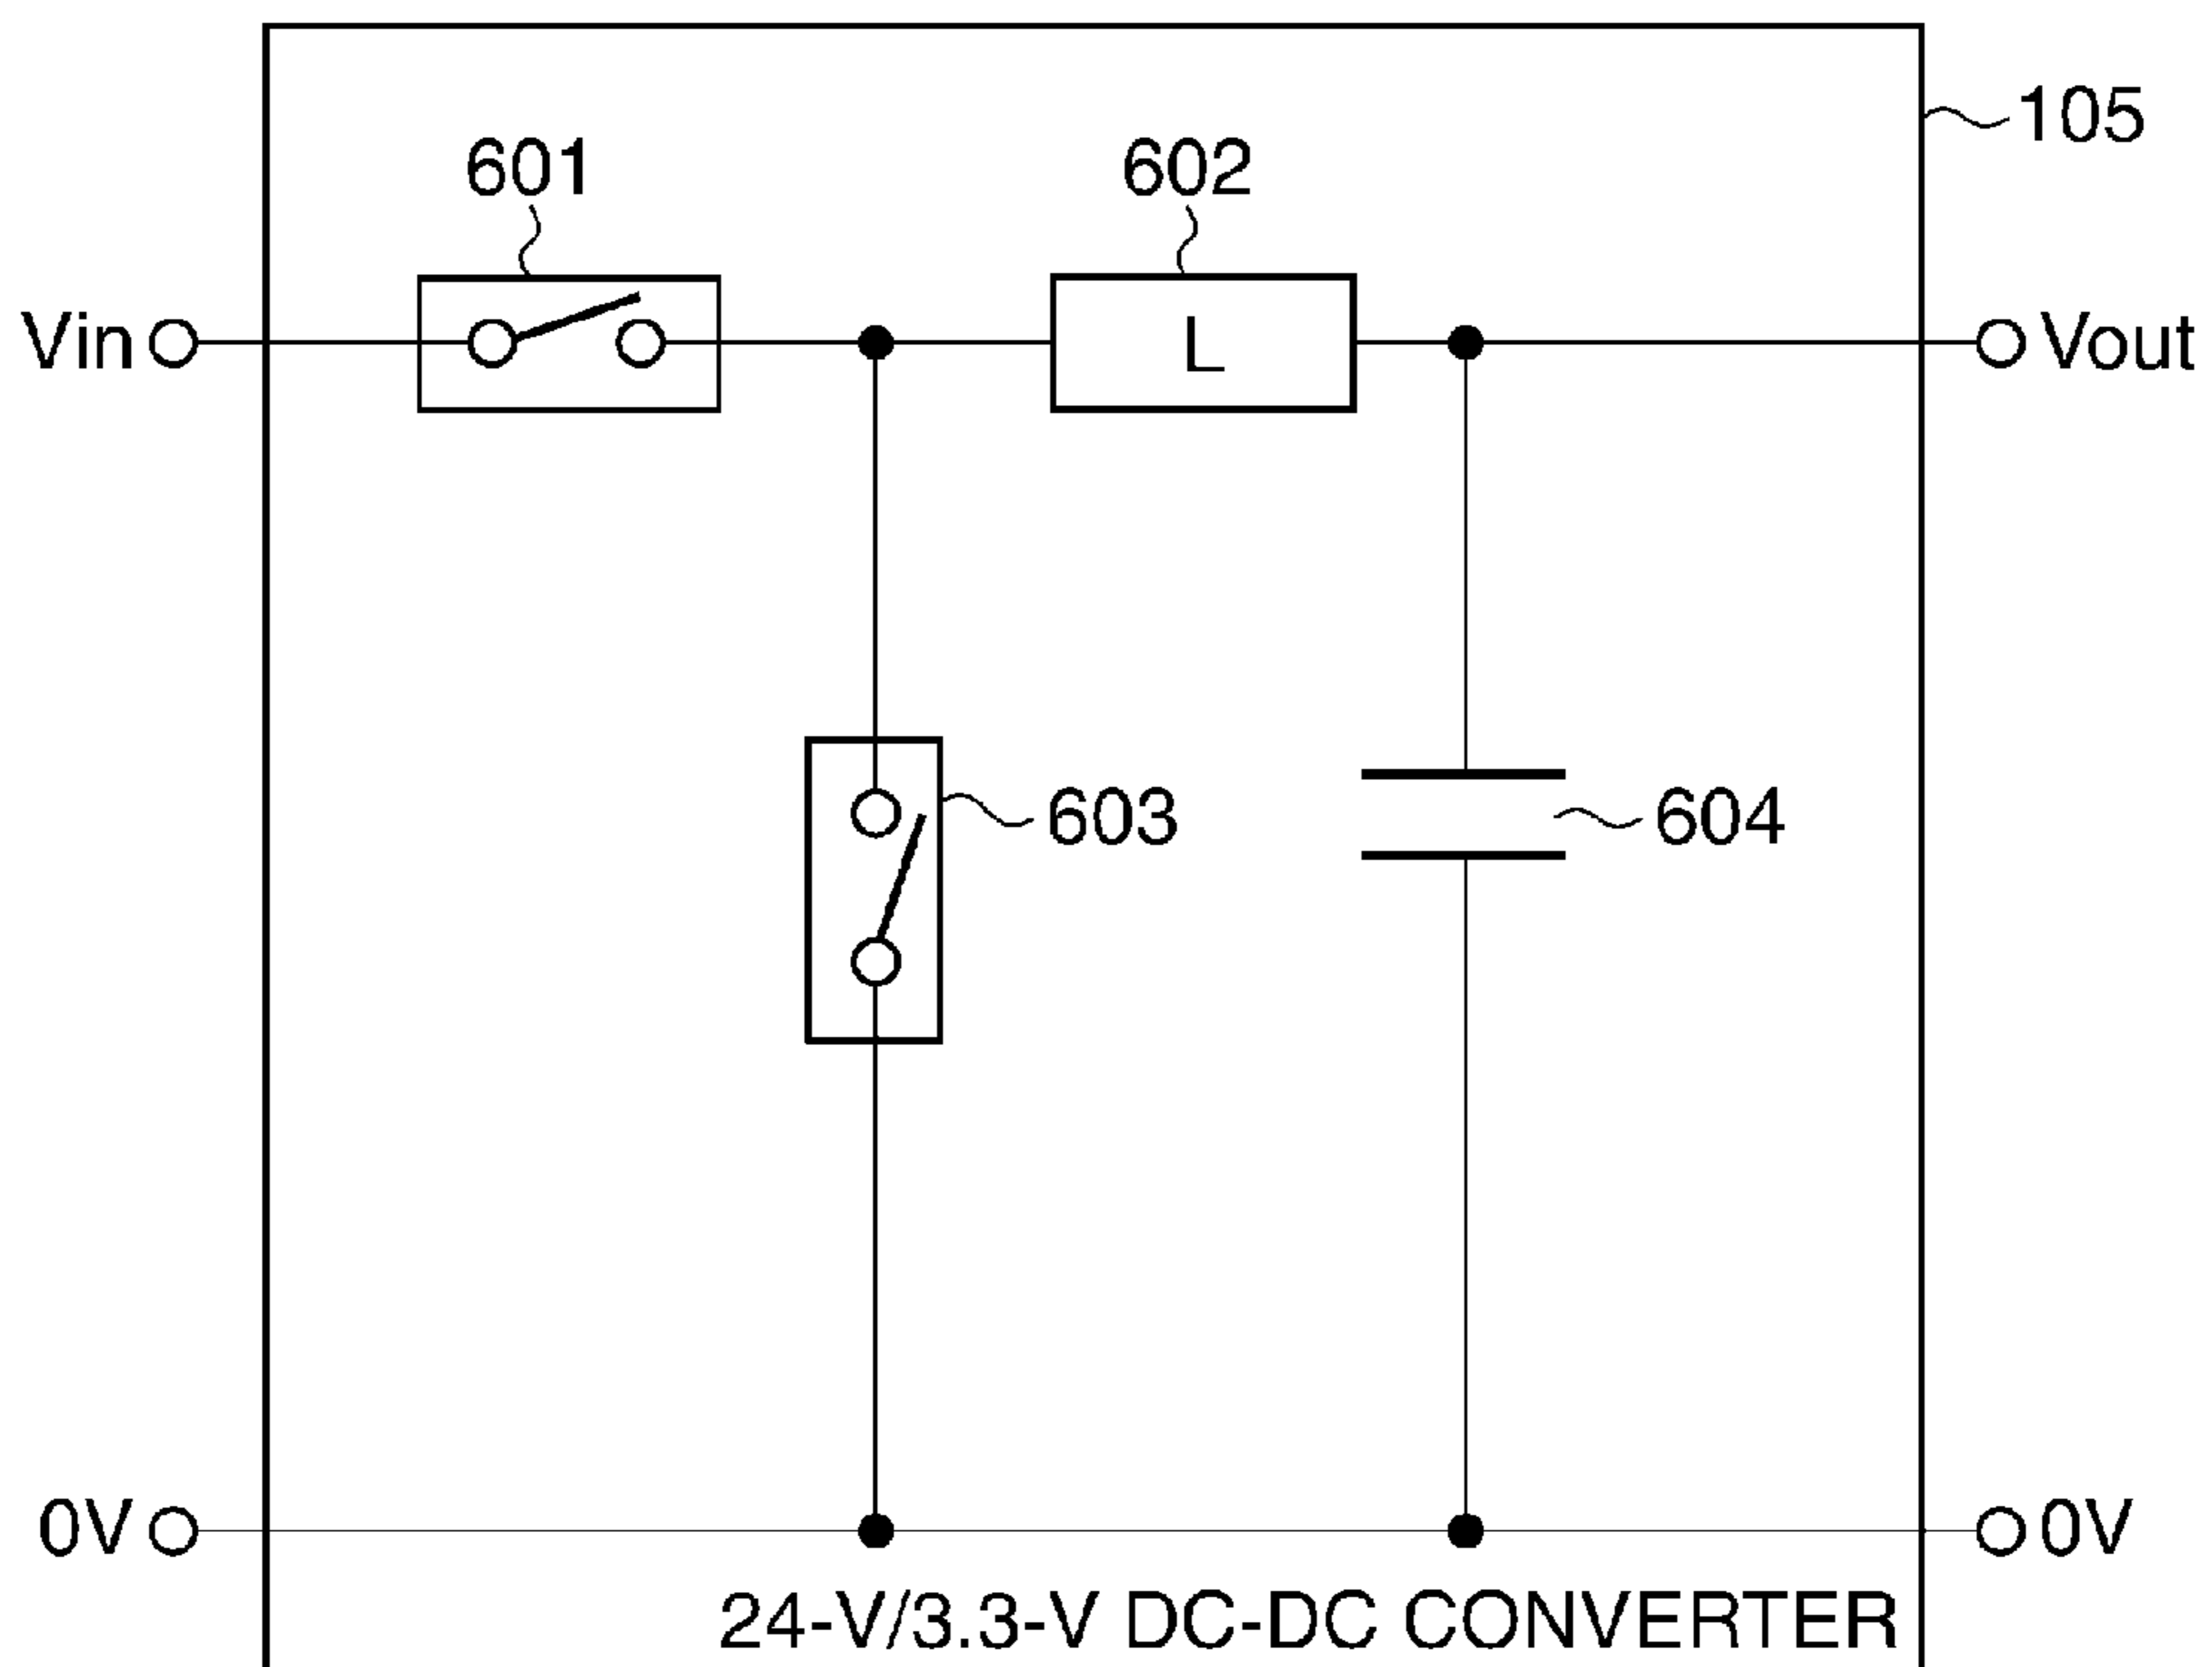 105
601
602
Vin
L
Vout
603
604
0V
0V
24-V/3.3-V DC-DC CONVERTER